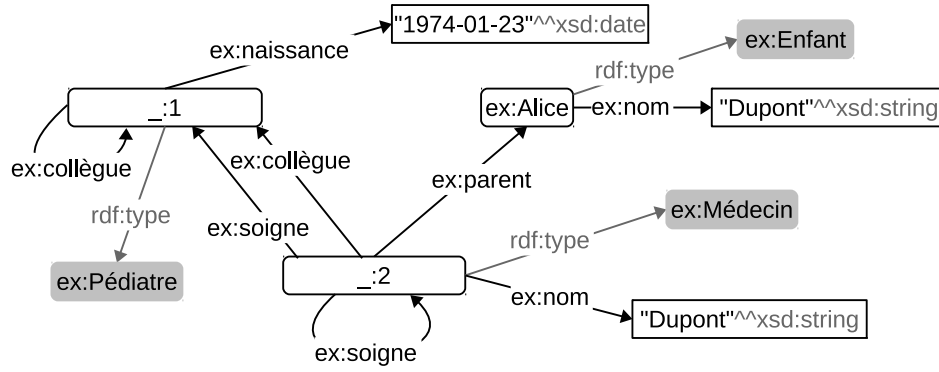 "1974-01-23"^^xsd:date
ex:Enfant
ex:naissance
rdf:type
_:1
ex:Alice
ex:nom
"Dupont"^^xsd:string
ex:collègue
ex:collègue
ex:parent
rdf:type
ex:soigne
ex:Médecin
rdf:type
ex:Pédiatre
_:2
ex:nom
"Dupont"^^xsd:string
ex:soigne